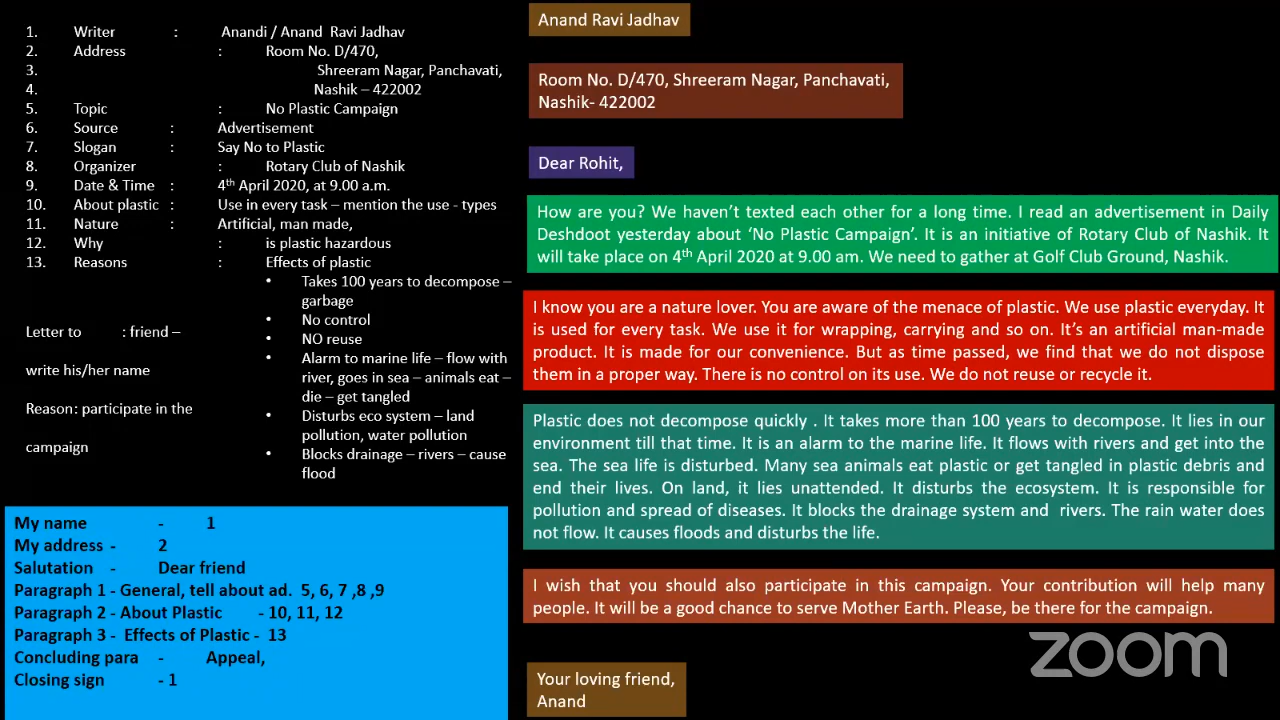 1. Writer : Anandi / Anand Ravi Jadhav
2. Address : Room No. D/470,
3. Shreeram Nagar, Panchavati,
4. Nashik – 422002
5. Topic : No Plastic Campaign
6. Source : Advertisement
7. Slogan : Say No to Plastic
8. Organizer : Rotary Club of Nashik
9. Date & Time : 4th April 2020, at 9.00 a.m.
10. About plastic : Use in every task – mention the use - types
11. Nature : Artificial, man made,
12. Why : is plastic hazardous
13. Reasons : Effects of plastic
• Takes 100 years to decompose –
garbage
• No control
• NO reuse
• Alarm to marine life – flow with
river, goes in sea – animals eat –
die – get tangled
• Disturbs eco system – land
pollution, water pollution
• Blocks drainage – rivers – cause
flood
Letter to : friend –
write his/her name
Reason: participate in the
campaign
My name - 1
My address - 2
Salutation - Dear friend
Paragraph 1 - General, tell about ad. 5, 6, 7 ,8 ,9
Paragraph 2 - About Plastic - 10, 11, 12
Paragraph 3 - Effects of Plastic - 13
Concluding para - Appeal,
Closing sign - 1
Anand Ravi Jadhav
Room No. D/470, Shreeram Nagar, Panchavati,
Nashik- 422002
Dear Rohit,
How are you? We haven't texted each other for a long time. I read an advertisement in Daily
Deshdoot yesterday about ‘No Plastic Campaign’. It is an initiative of Rotary Club of Nashik. It
will take place on 4th April 2020 at 9.00 am. We need to gather at Golf Club Ground, Nashik.
I know you are a nature lover. You are aware of the menace of plastic. We use plastic everyday. It
is used for every task. We use it for wrapping, carrying and so on. It’s an artificial man-made
product. It is made for our convenience. But as time passed, we find that we do not dispose
them in a proper way. There is no control on its use. We do not reuse or recycle it.
Plastic does not decompose quickly . It takes more than 100 years to decompose. It lies in our
environment till that time. It is an alarm to the marine life. It flows with rivers and get into the
sea. The sea life is disturbed. Many sea animals eat plastic or get tangled in plastic debris and
end their lives. On land, it lies unattended. It disturbs the ecosystem. It is responsible for
pollution and spread of diseases. It blocks the drainage system and rivers. The rain water does
not flow. It causes floods and disturbs the life.
I wish that you should also participate in this campaign. Your contribution will help many
people. It will be a good chance to serve Mother Earth. Please, be there for the campaign.
Your loving friend,
Anand
zoom